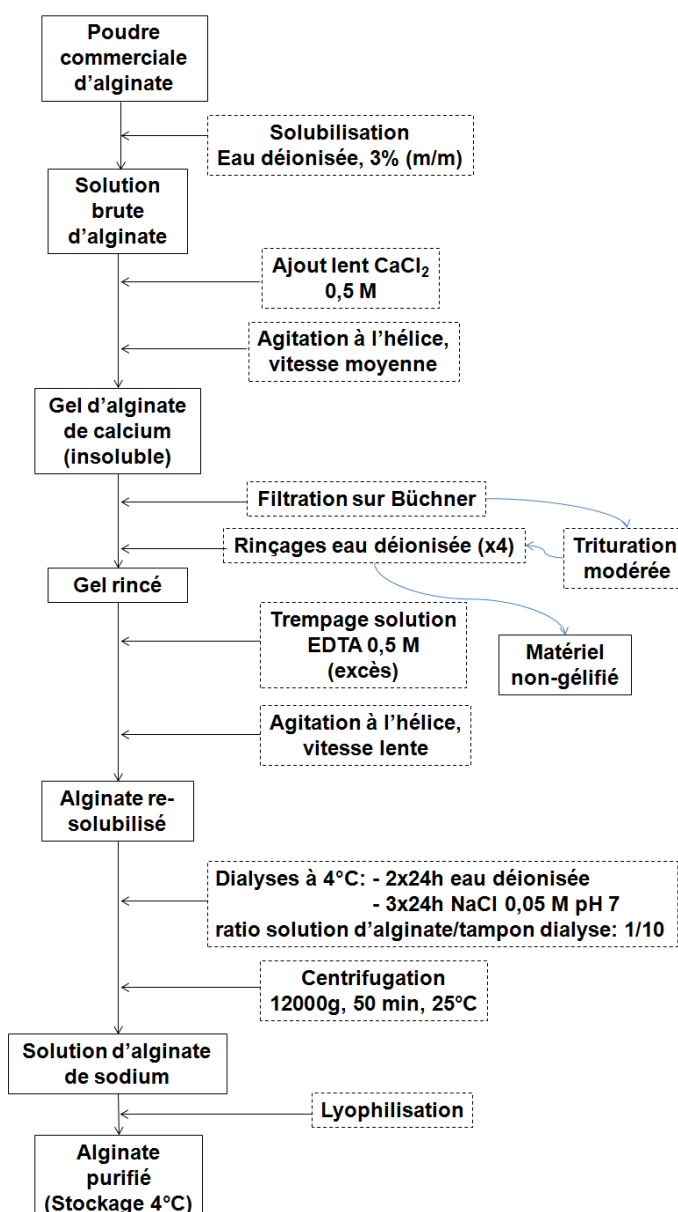 Poudre
commerciale
d'alginate
Solubilisation
Eau déionisée, 3% (m/m)
Solution
brute
d'alginate
Ajout lent CaCl₂
0,5 M
Agitation à l'hélice,
vitesse moyenne
Gel d'alginate
de calcium
(insoluble)
Filtration sur Büchner
Rinçages eau déionisée (x4)
Trituration
modérée
Gel rincé
Trempage solution
EDTA 0,5 M
(excès)
Matériel
non-gélifié
Agitation à l'hélice,
vitesse lente
Alginate re-
solubilisé
Dialyses à 4°C: - 2x24h eau déionisée
- 3x24h NaCl 0,05 M pH 7
ratio solution d'alginate/tampon dialyse: 1/10
Centrifugation
12000g, 50 min, 25°C
Solution d'alginate
de sodium
Lyophilisation
Alginate
purifié
(Stockage 4°C)